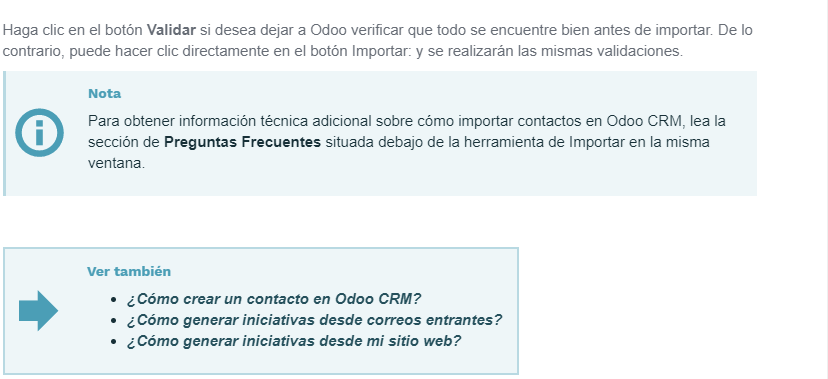 Haga clic en el botón Validar si desea dejar a Odoo verificar que todo se encuentre bien antes de importar. De lo
contrario, puede hacer clic directamente en el botón Importar: y se realizarán las mismas validaciones.
Nota
Para obtener información técnica adicional sobre cómo importar contactos en Odoo CRM, lea la
sección de Preguntas Frecuentes situada debajo de la herramienta de Importar en la misma
ventana.
Ver también
• ¿Cómo crear un contacto en Odoo CRM?
• ¿Cómo generar iniciativas desde correos entrantes?
• ¿Cómo generar iniciativas desde mi sitio web?